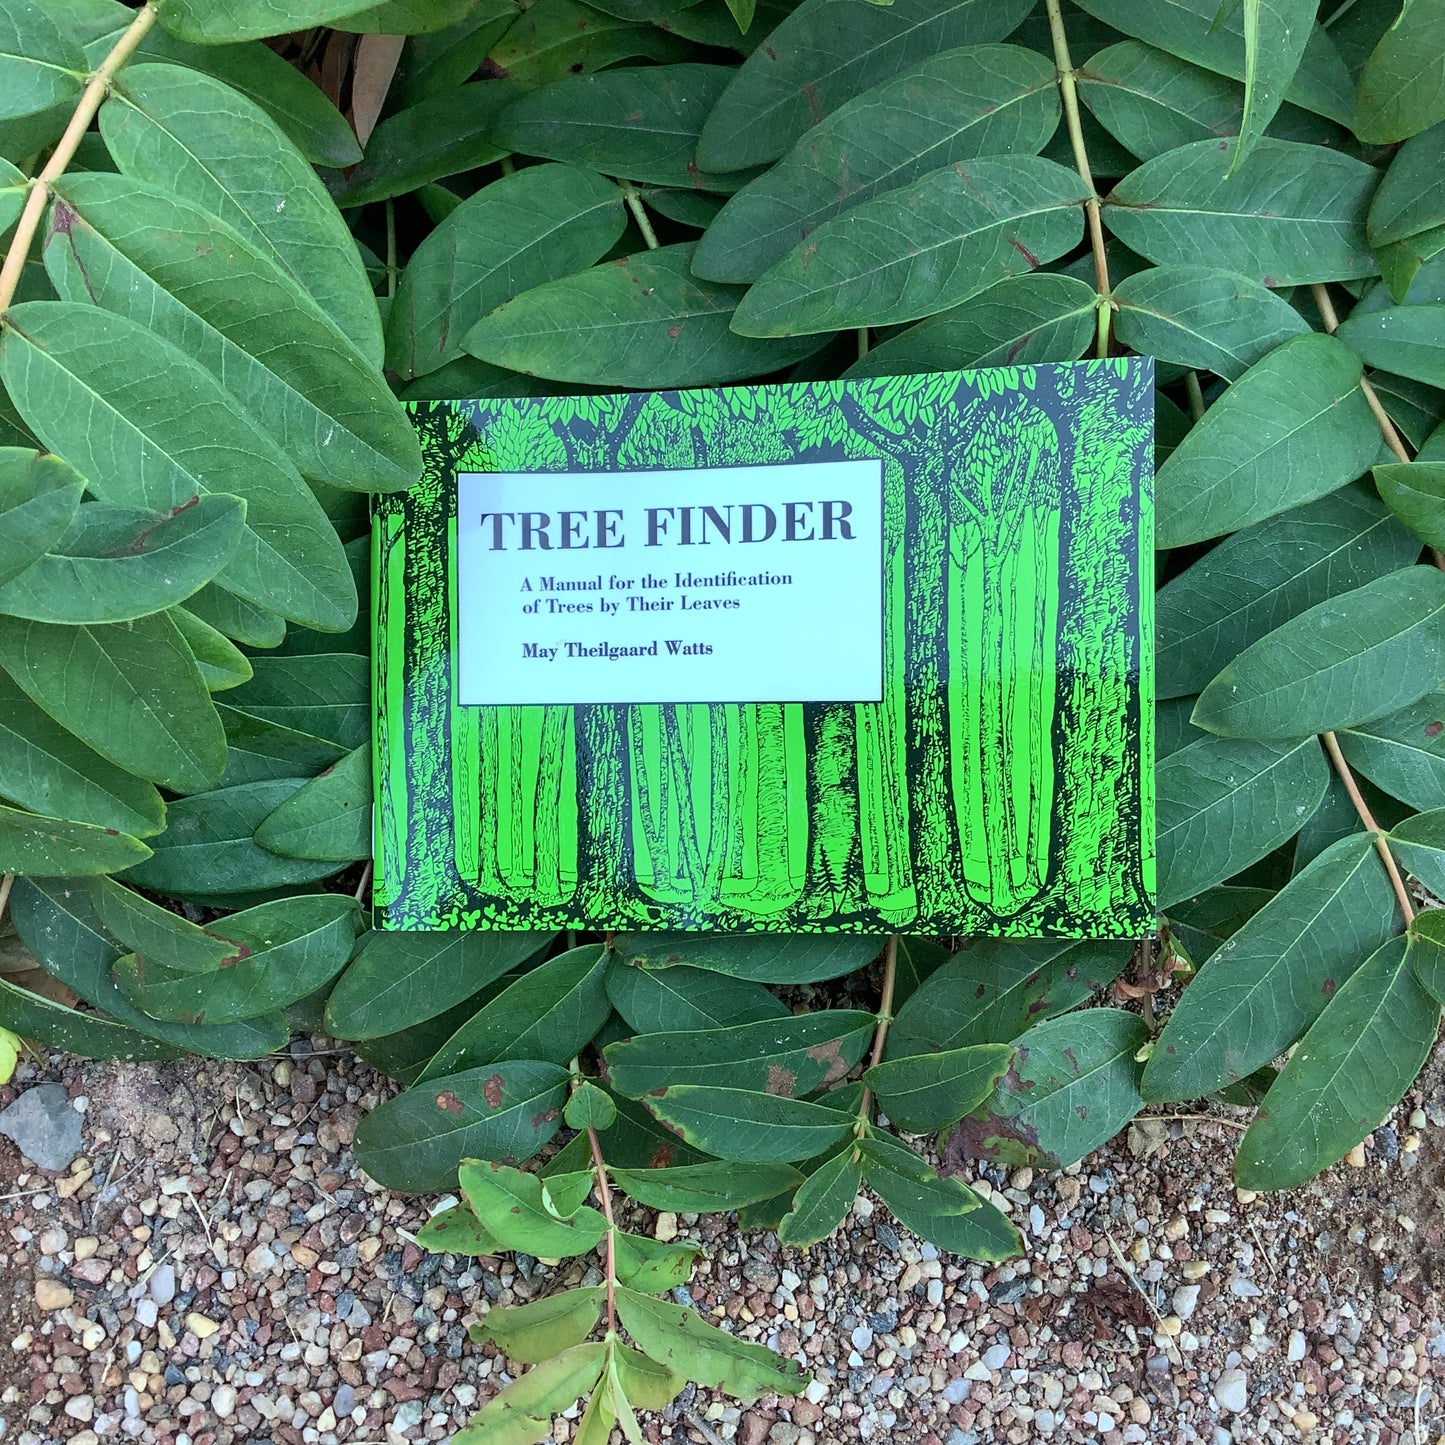 TREE FINDER
A Manual for the Identification
of Trees by Their Leaves
May Theilgaard Watts